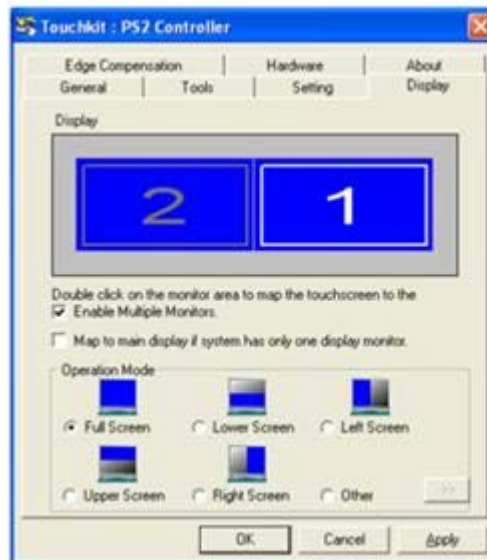 Touchkit : PS2 Controller
Edge Compensation Hardware About
General Tools Setting Display
Display
2 1
Double click on the monitor area to map the touchscreen to the
Enable Multiple Monitors.
Map to main display if system has only one display monitor.
Operation Mode
Full Screen Lower Screen Left Screen
Upper Screen Right Screen Other
>>
OK Cancel Apply